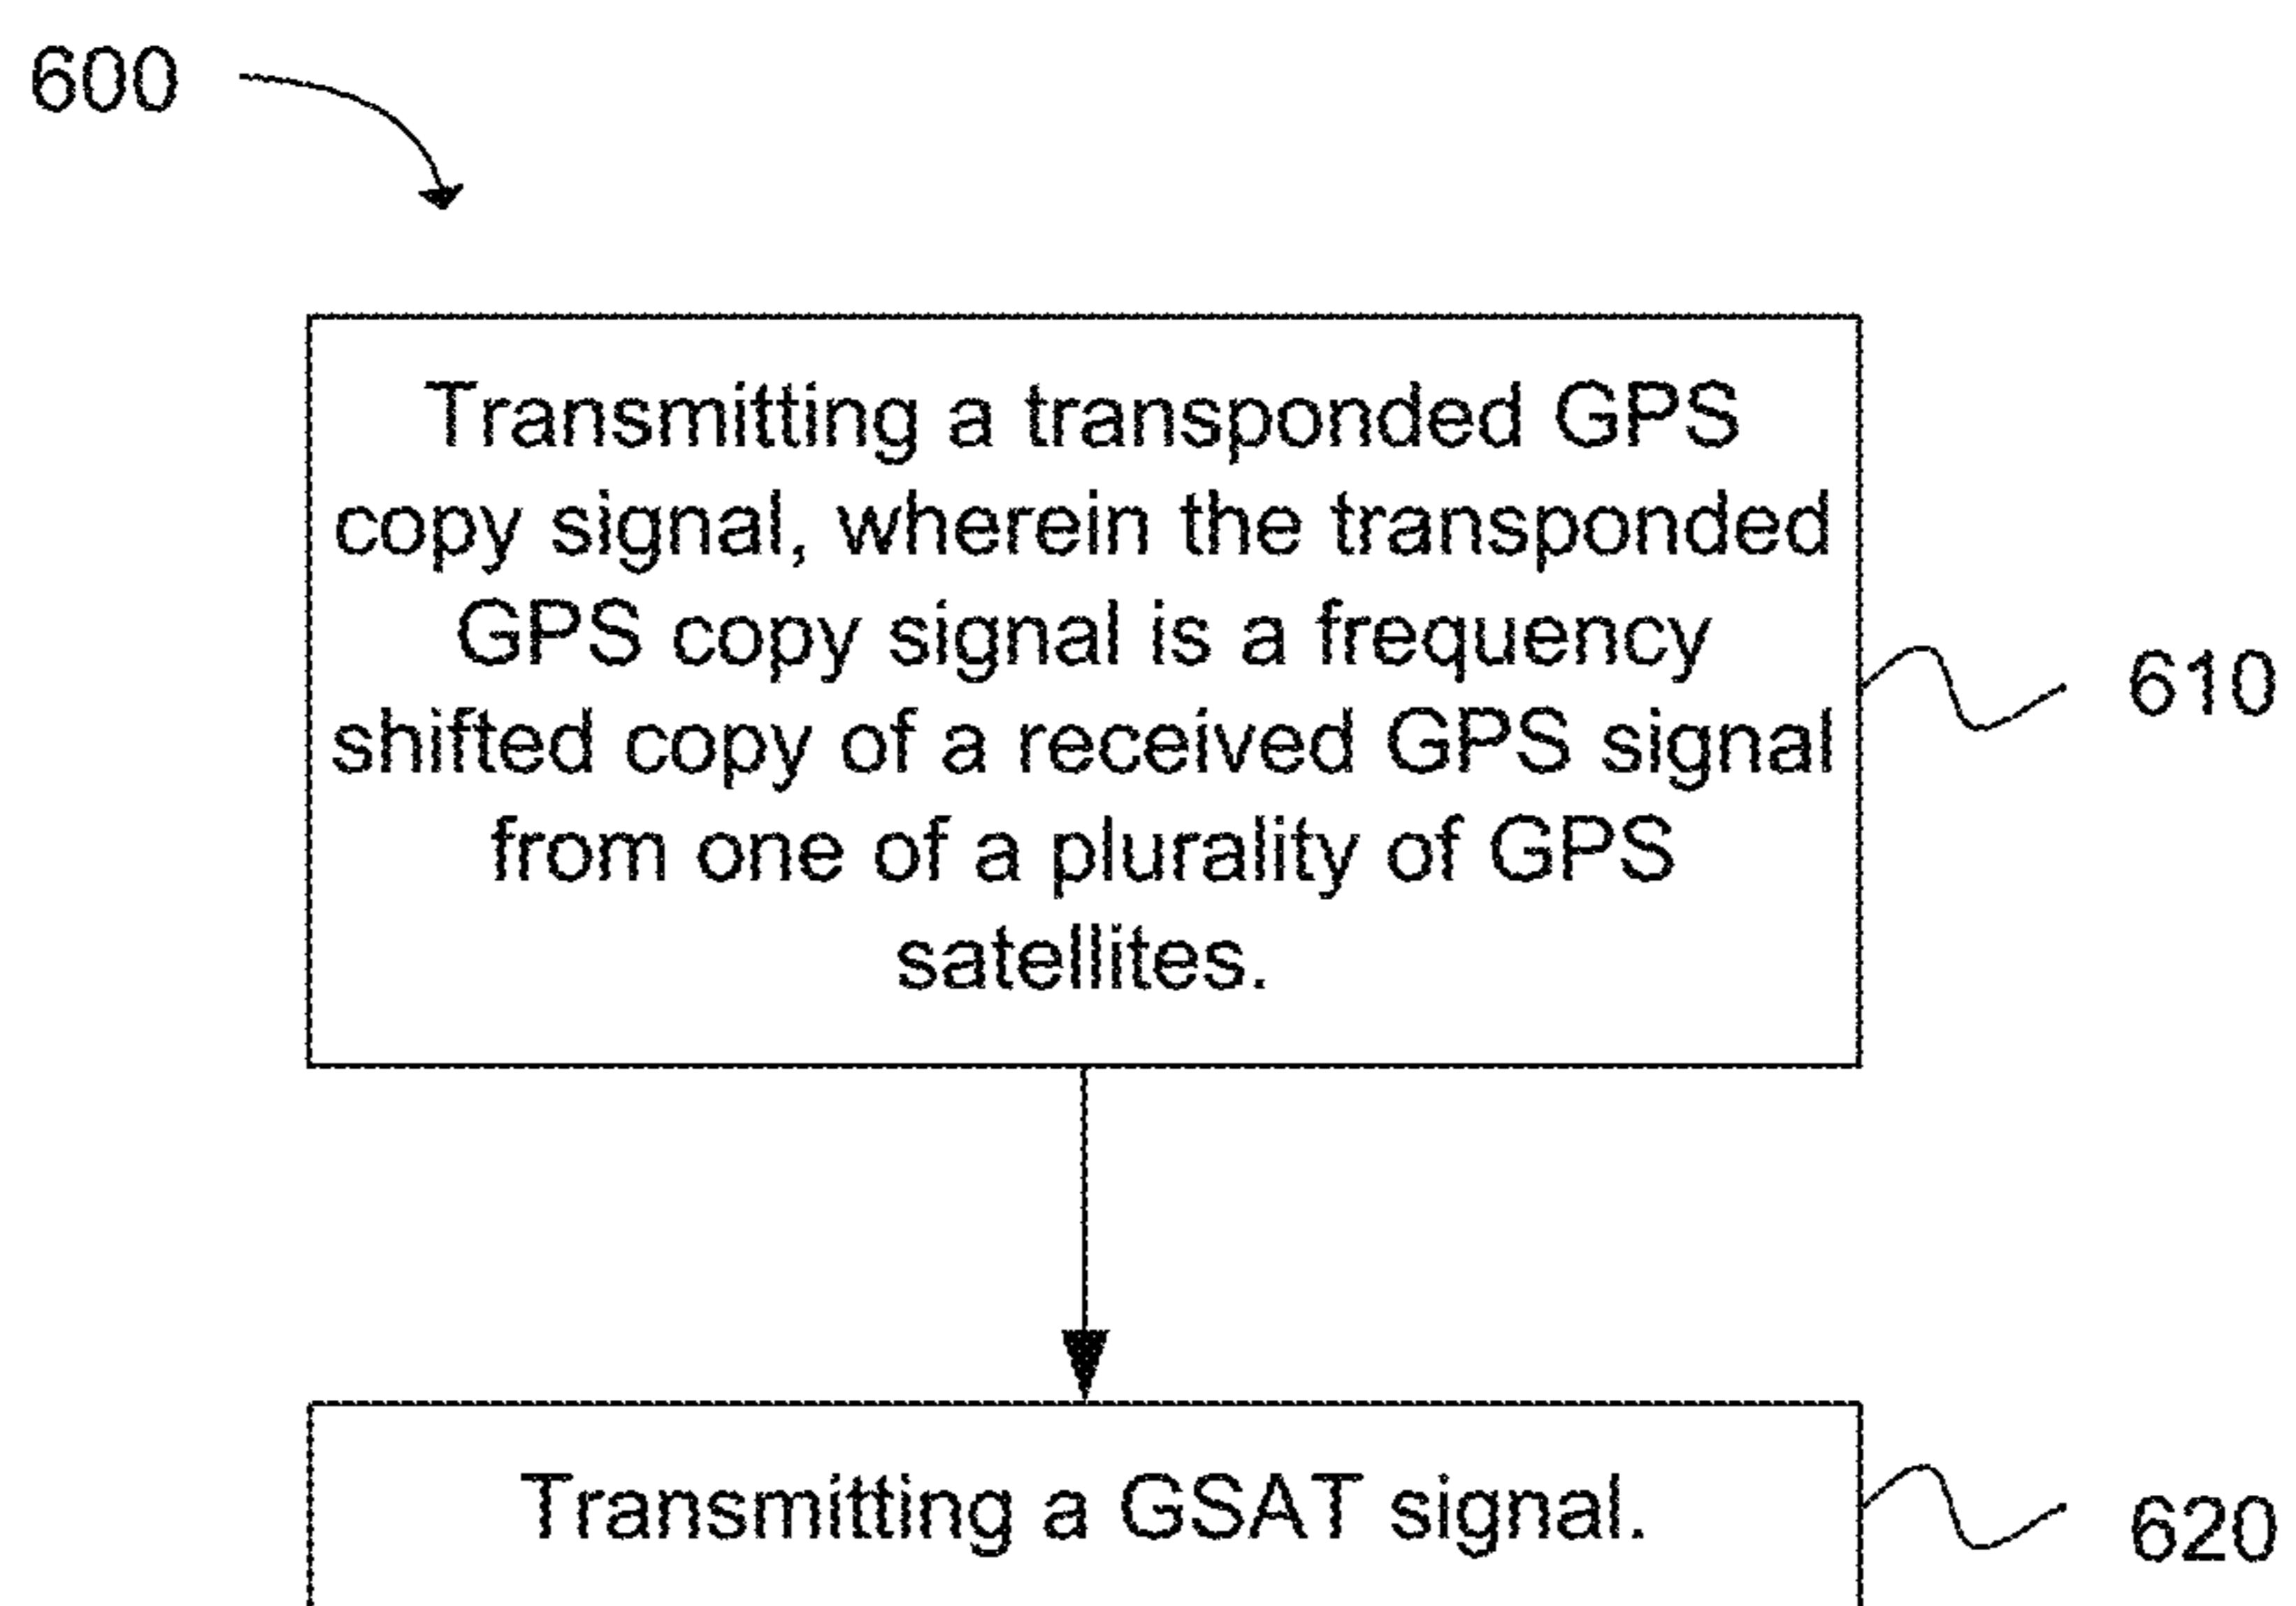 600
Transmitting a transponded GPS
copy signal, wherein the transponded
GPS copy signal is a frequency
shifted copy of a received GPS signal
from one of a plurality of GPS
satellites.
610
Transmitting a GSAT signal.
620